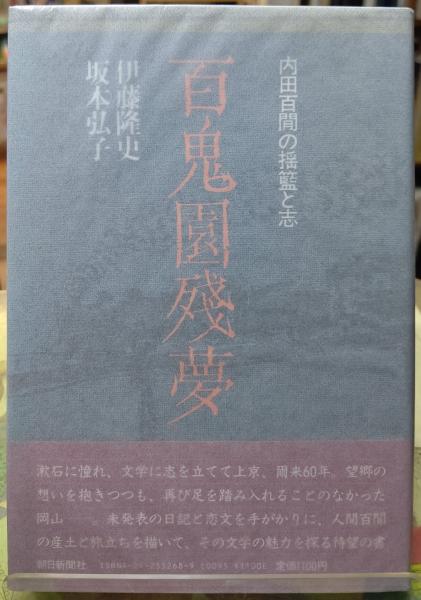 内田百閒の揺籃と志
百鬼園残夢
伊藤隆史
坂本弘子
漱石に憧れ、文学に志を立てて上京、爾来60年。望郷の
想いを抱きつつも、再び足を踏み入れることのなかった
岡山――。未発表の日記と恋文を手がかりに、人間百閒
の産土と旅立ちを描いて、その文学の魅力を探る待望の書
朝日新聞社
定価1100円